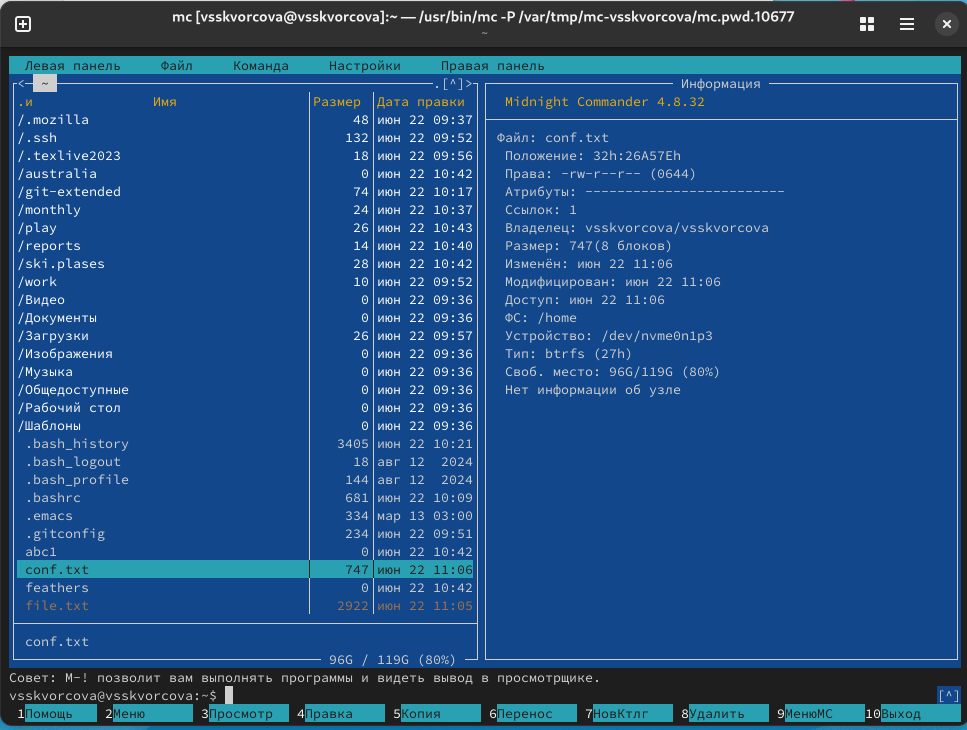 mc [vsskvorcova@vsskvorcova]:~ — /usr/bin/mc -P /var/tmp/mc-vsskvorcova/mc.pwd.10677
~
Левая панель Файл Команда Настройки Правая панель
<─ ~ ─.[^]>
.и Имя Размер Дата правки
/.mozilla 48 июн 22 09:37
/.ssh 132 июн 22 09:52
/.texlive2023 18 июн 22 09:56
/australia 0 июн 22 10:42
/git-extended 74 июн 22 10:17
/monthly 24 июн 22 10:37
/play 26 июн 22 10:43
/reports 14 июн 22 10:40
/ski.plases 28 июн 22 10:42
/work 10 июн 22 09:52
/Видео 0 июн 22 09:36
/Документы 0 июн 22 09:36
/Загрузки 26 июн 22 09:57
/Изображения 0 июн 22 09:36
/Музыка 0 июн 22 09:36
/Общедоступные 0 июн 22 09:36
/Рабочий стол 0 июн 22 09:36
/Шаблоны 0 июн 22 09:36
.bash_history 3405 июн 22 10:21
.bash_logout 18 авг 12 2024
.bash_profile 144 авг 12 2024
.bashrc 681 июн 22 10:09
.emacs 334 мар 13 03:00
.gitconfig 234 июн 22 09:51
abc1 0 июн 22 10:42
conf.txt 747 июн 22 11:06
feathers 0 июн 22 10:42
file.txt 2922 июн 22 11:05
conf.txt
96G / 119G (80%)
Информация
Midnight Commander 4.8.32
Файл: conf.txt
Положение: 32h:26A57Eh
Права: -rw-r--r-- (0644)
Атрибуты: -------------------------
Ссылок: 1
Владелец: vsskvorcova/vsskvorcova
Размер: 747(8 блоков)
Изменён: июн 22 11:06
Модифицирован: июн 22 11:06
Доступ: июн 22 11:06
ФС: /home
Устройство: /dev/nvme0n1p3
Тип: btrfs (27h)
Своб. место: 96G/119G (80%)
Нет информации об узле
Совет: M-! позволит вам выполнять программы и видеть вывод в просмотрщике.
vsskvorcova@vsskvorcova:~$ [^]
1Помощь 2Меню 3Просмотр 4Правка 5Копия 6Перенос 7НовКтлг 8Удалить 9МенюМС 10Выход